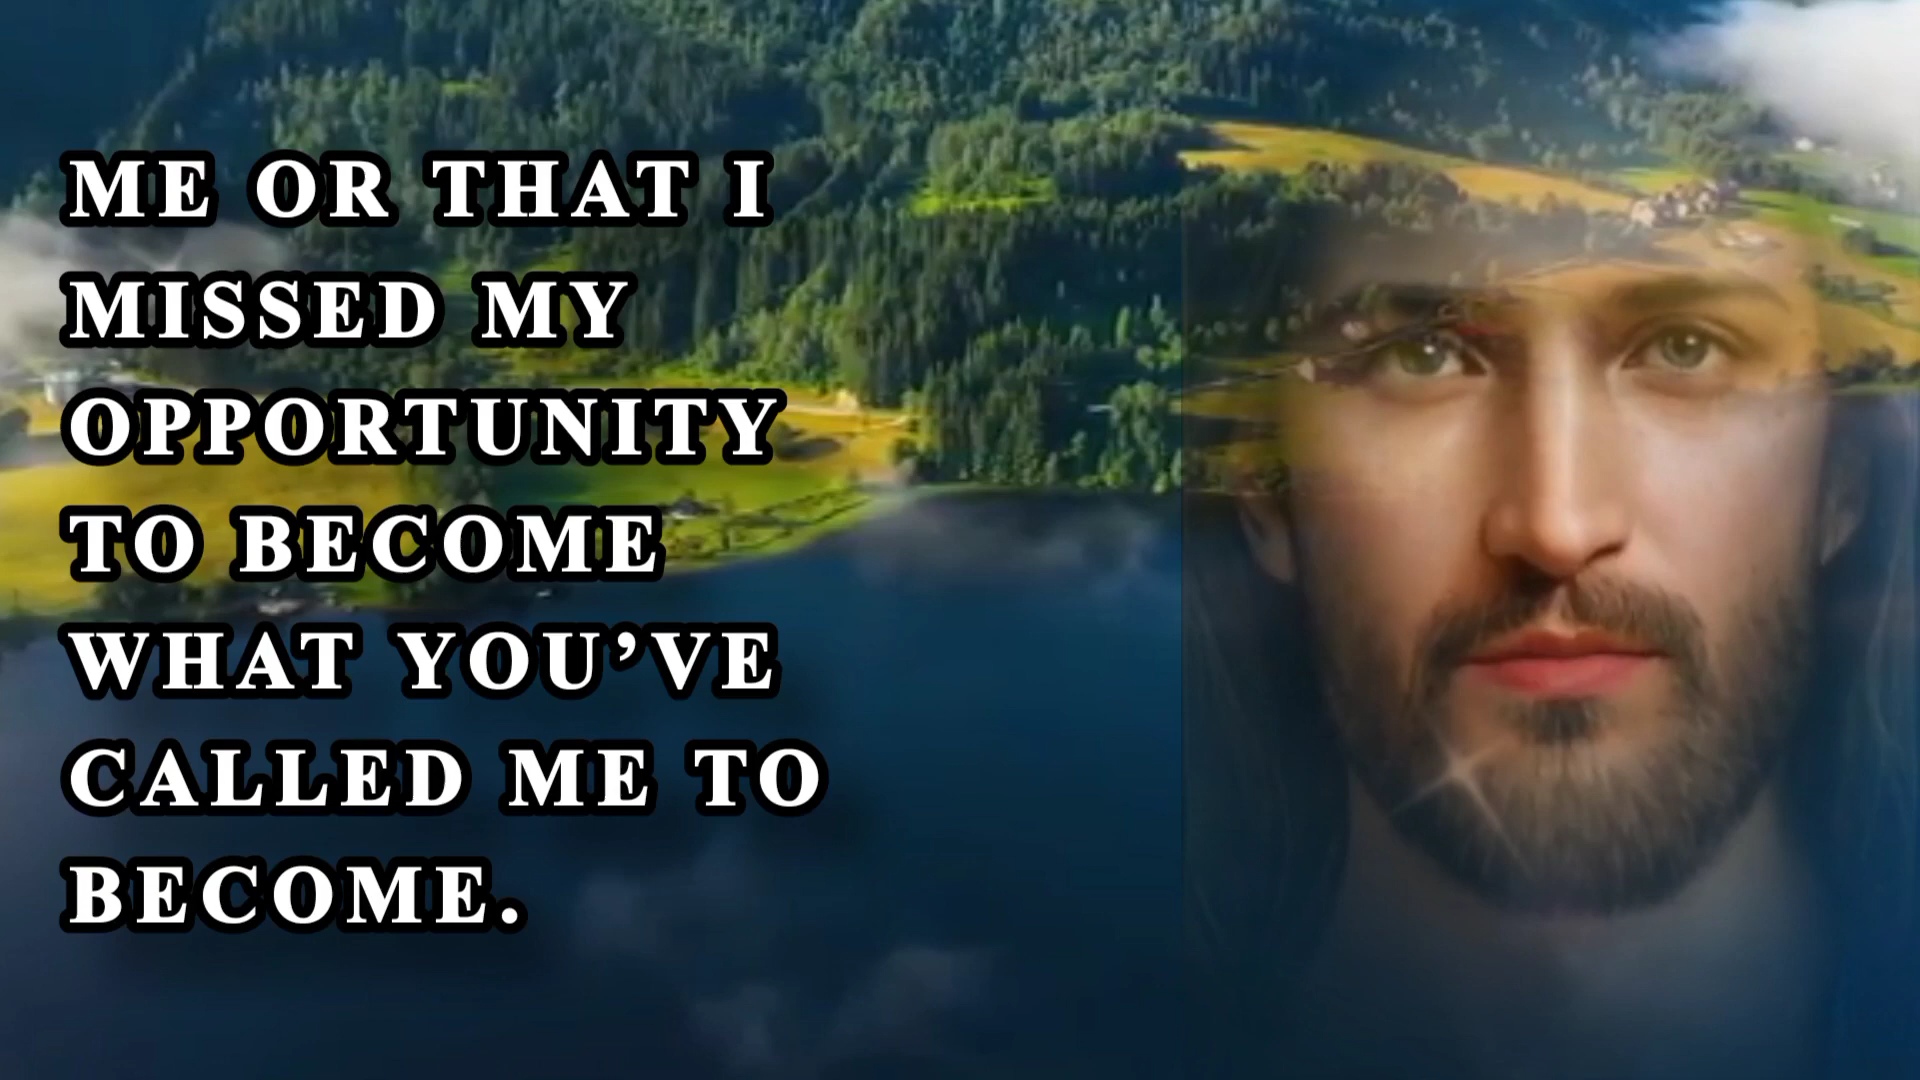 ME OR THAT I
MISSED MY
OPPORTUNITY
TO BECOME
WHAT YOU’VE
CALLED ME TO
BECOME.